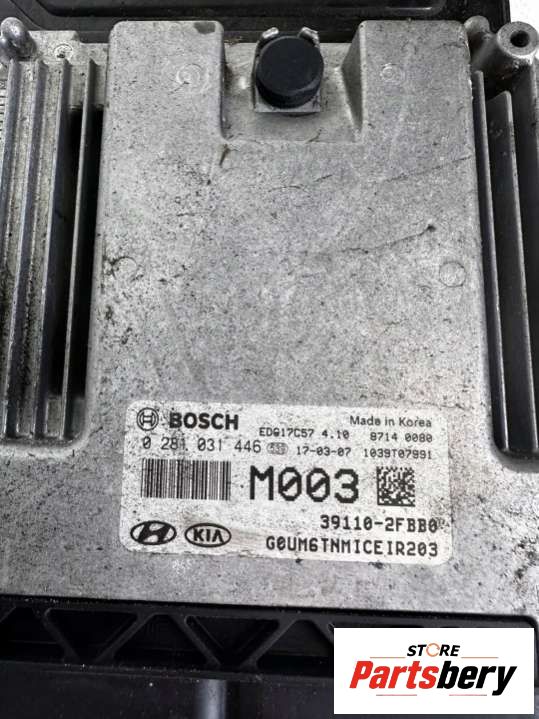 BOSCH
EDG17C57 4.10
Made in Korea
8714 0080
0 281 031 446
17-03-07
1039T07991
M003
39110-2FBB0
KIA
G0UM6TNMICEIR203
STORE
Partsbery